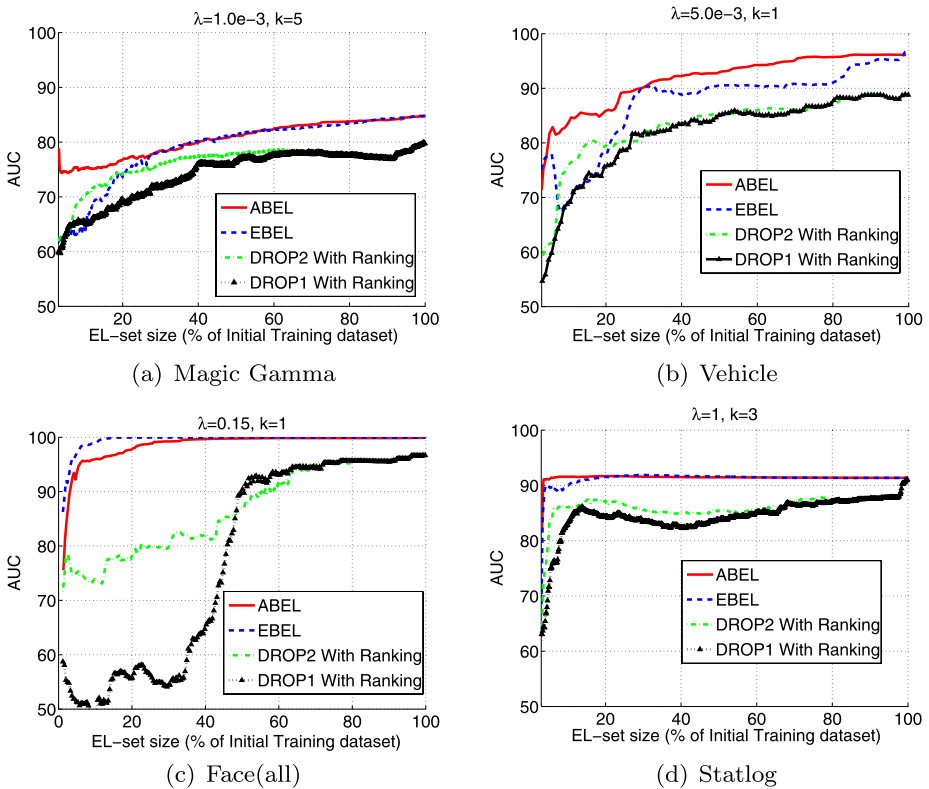 λ=1.0e−3, k=5
100
90
80
70
60
50
AUC
20
40
60
80
100
EL−set size (% of Initial Training dataset)
ABEL
EBEL
DROP2 With Ranking
DROP1 With Ranking
(a) Magic Gamma
λ=5.0e−3, k=1
100
90
80
70
60
50
AUC
20
40
60
80
100
EL−set size (% of Initial Training dataset)
ABEL
EBEL
DROP2 With Ranking
DROP1 With Ranking
(b) Vehicle
λ=0.15, k=1
100
90
80
70
60
50
AUC
0
20
40
60
80
100
EL−set size (% of Initial Training dataset)
ABEL
EBEL
DROP2 With Ranking
DROP1 With Ranking
(c) Face(all)
λ=1, k=3
100
90
80
70
60
50
AUC
20
40
60
80
100
EL−set size (% of Initial Training dataset)
ABEL
EBEL
DROP2 With Ranking
DROP1 With Ranking
(d) Statlog